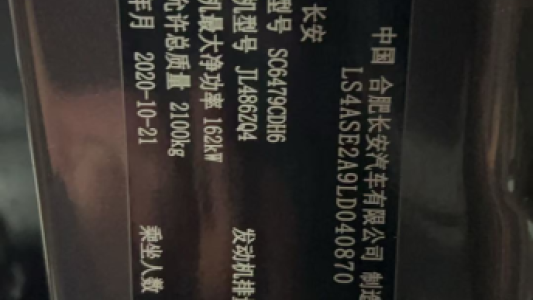 中国 合肥长安汽车有限公司 制造
LS4ASE2A9LD040870
长安
型号 SC6479CDH6 发动机排
机型号 JL486ZQ4
机最大净功率 162kW
允许总质量 2100kg
年月 2020-10-21 乘坐人数